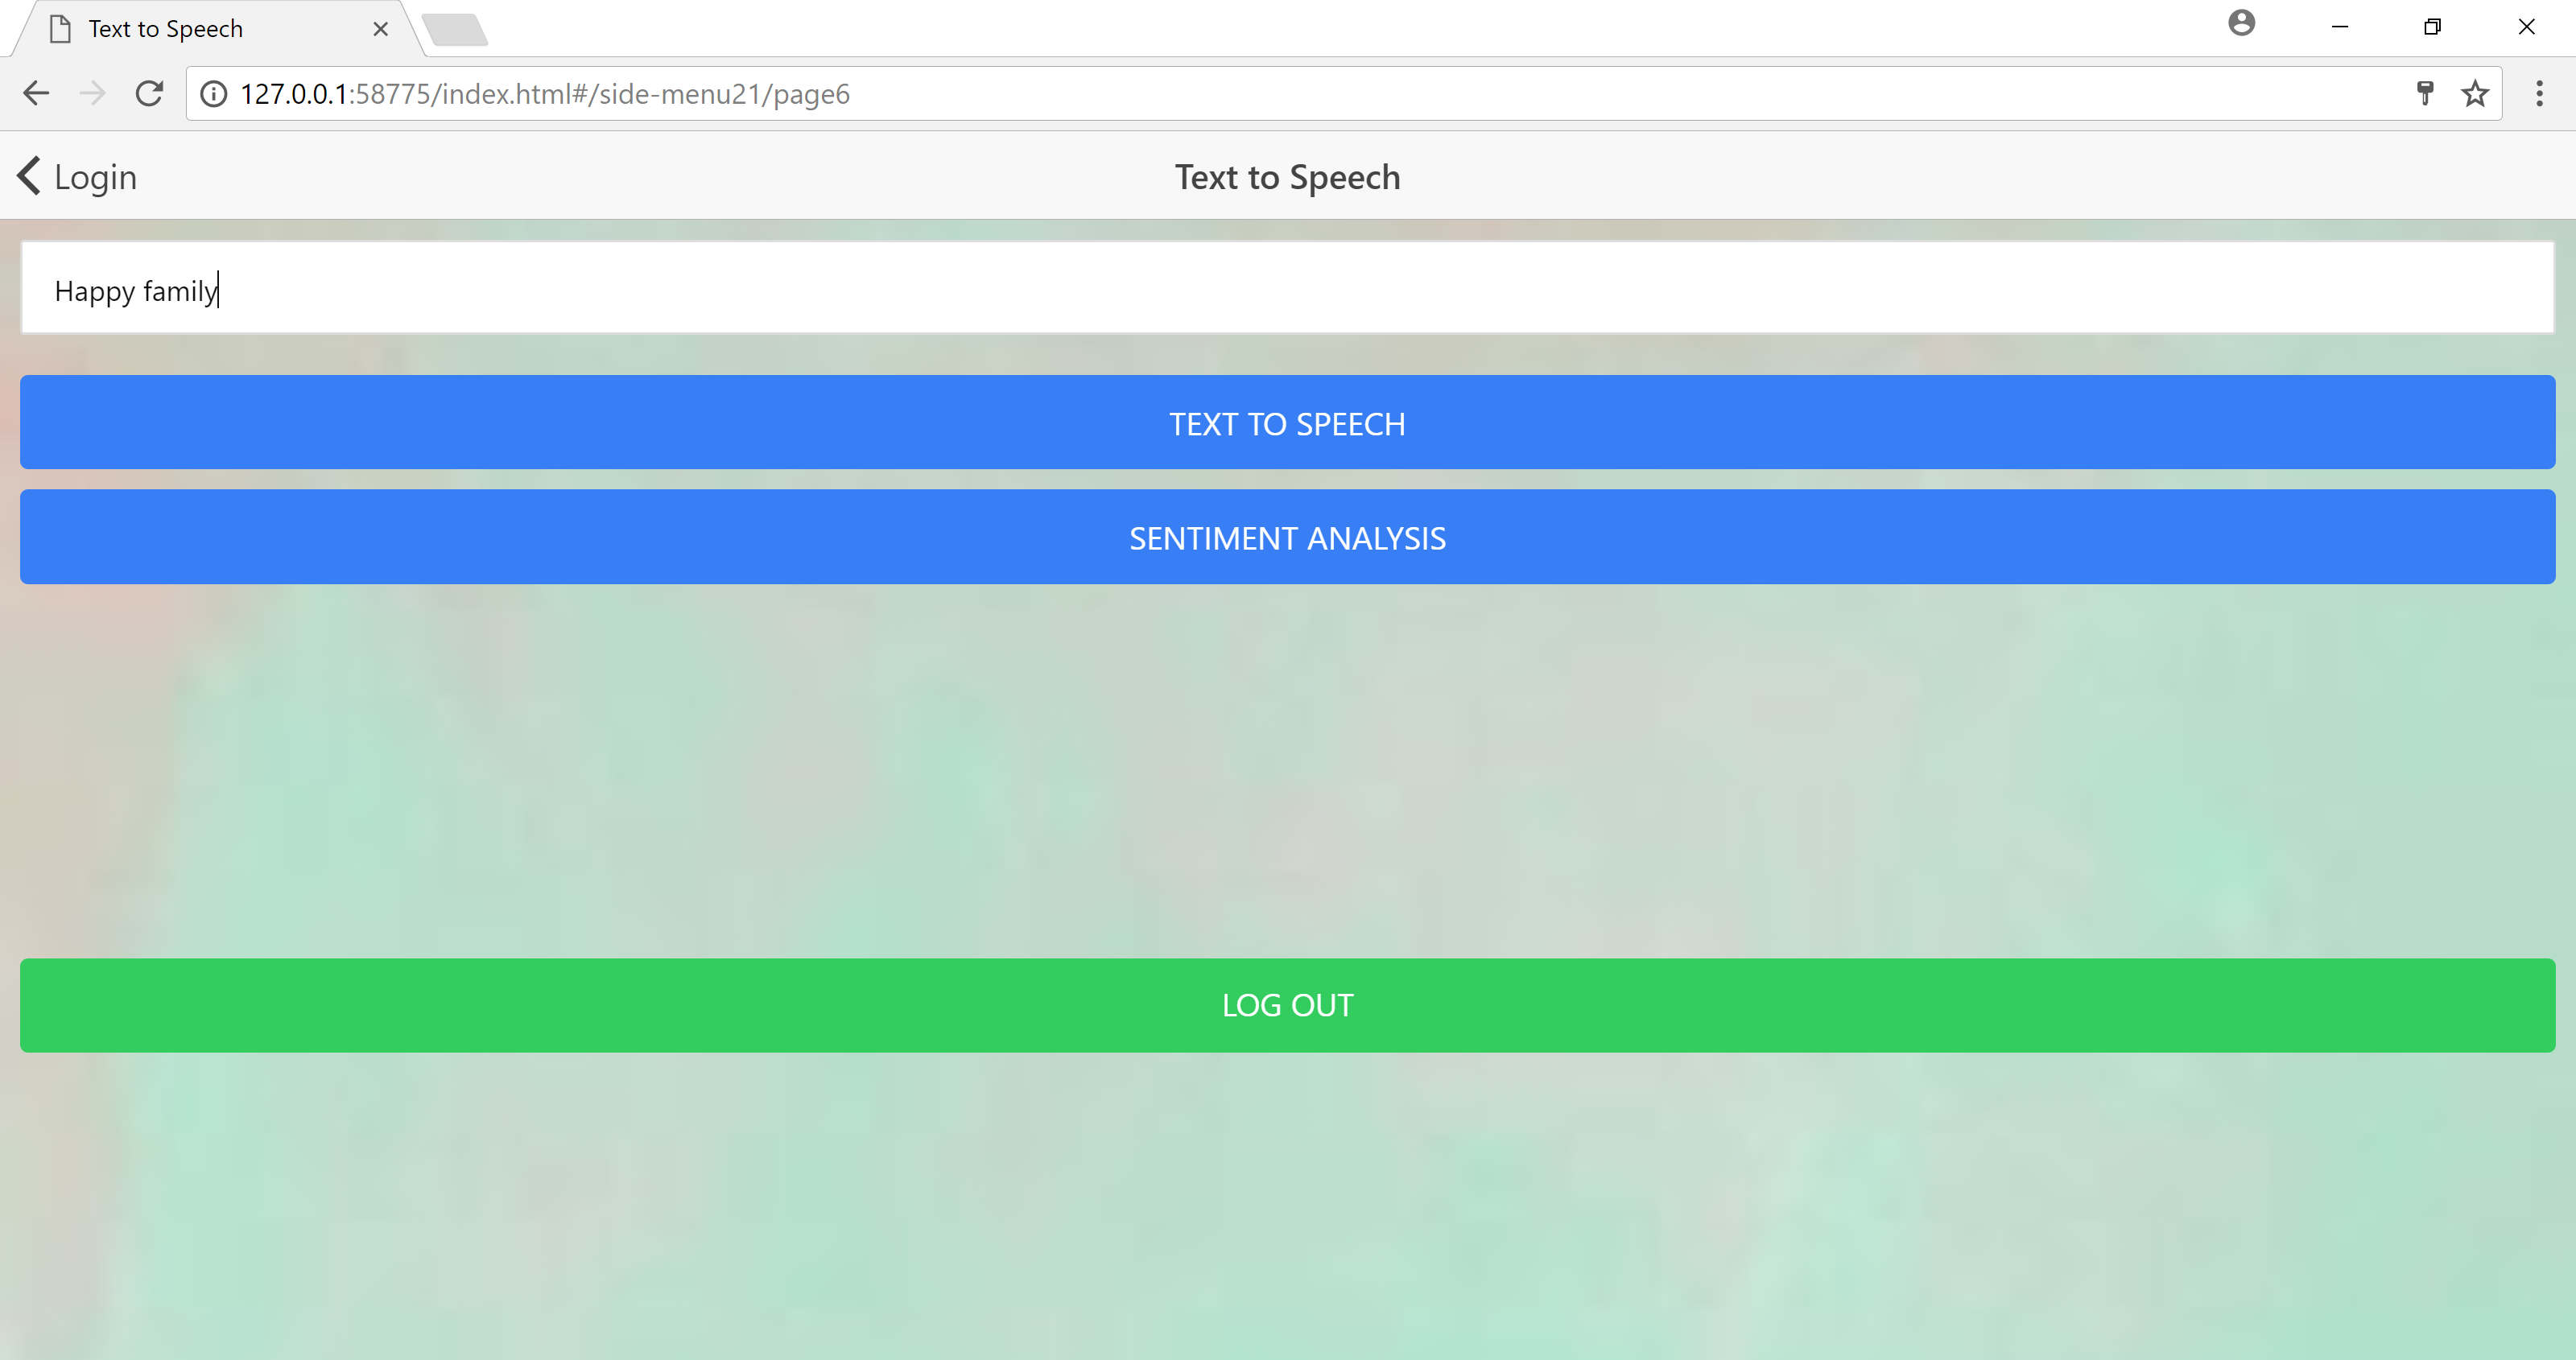 Text to Speech
127.0.0.1:58775/index.html#/side-menu21/page6
Login
Text to Speech
Happy family
TEXT TO SPEECH
SENTIMENT ANALYSIS
LOG OUT